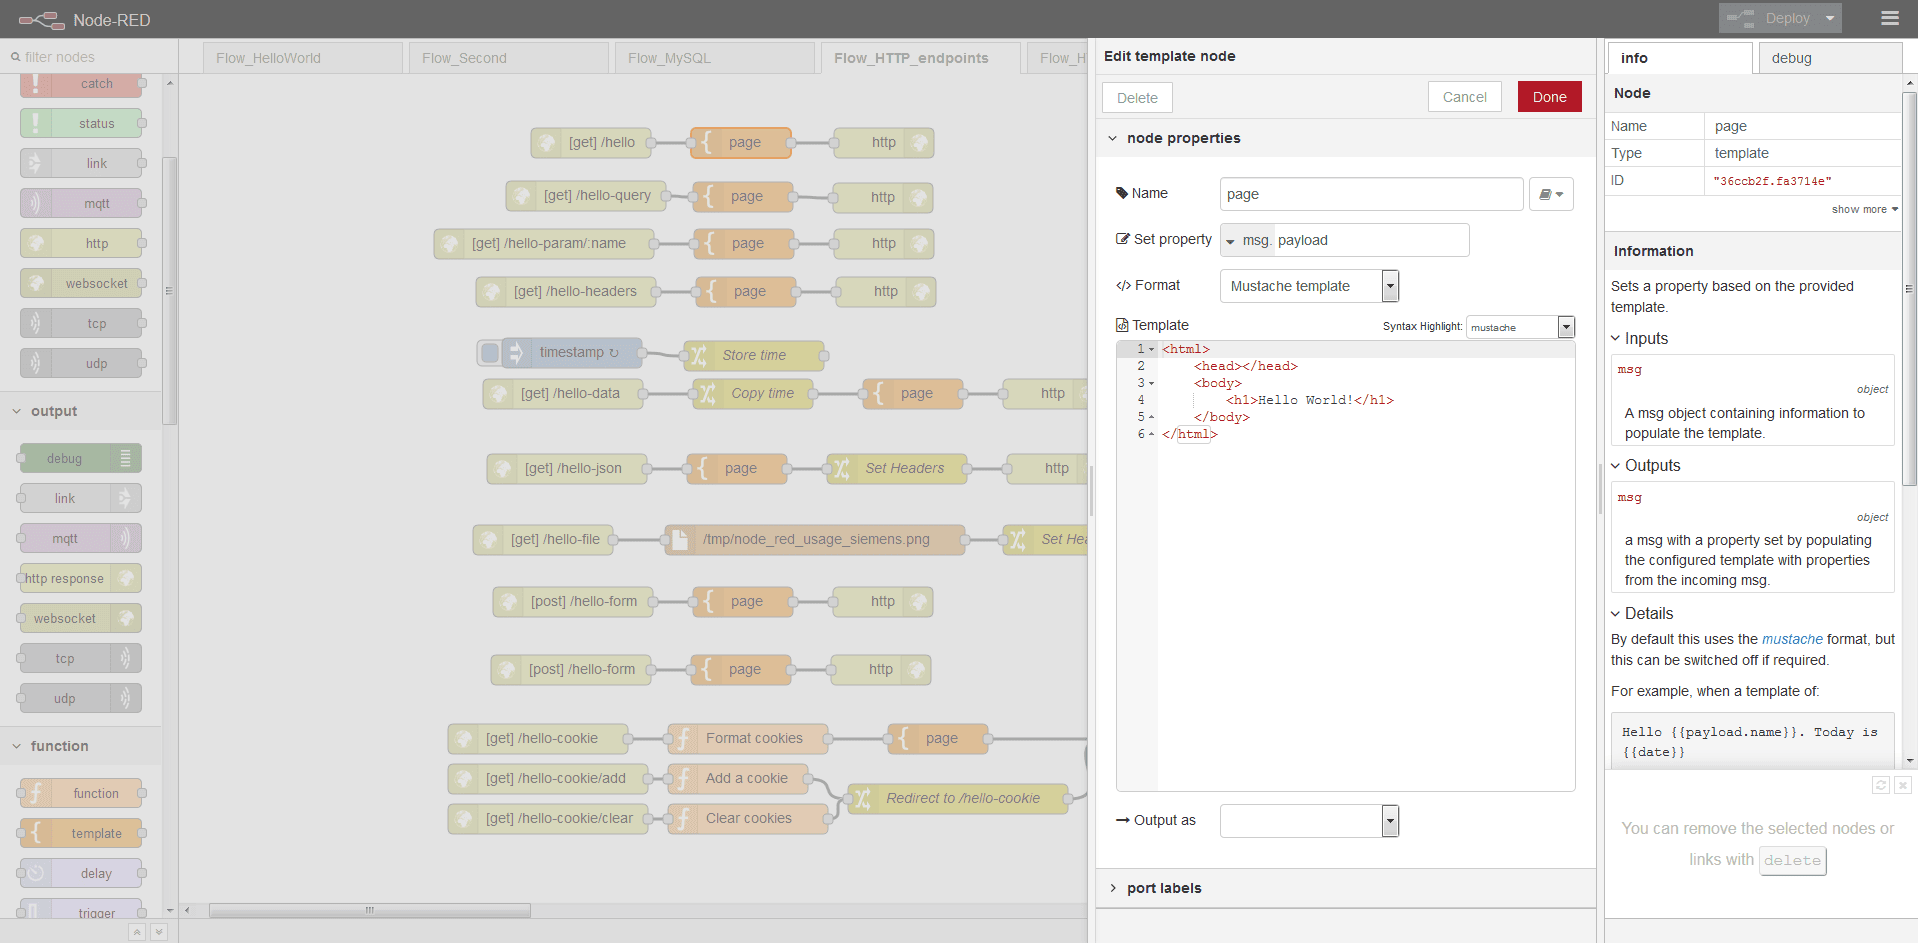 Node-RED
Deploy
filter nodes
catch
status
link
mqtt
http
websocket
tcp
udp
output
debug
link
mqtt
http response
websocket
tcp
udp
function
function
template
delay
trigger
Flow_HelloWorld
Flow_Second
Flow_MySQL
Flow_HTTP_endpoints
Flow_H
[get] /hello
page
http
[get] /hello-query
page
http
[get] /hello-param/:name
page
http
[get] /hello-headers
page
http
timestamp ↻
Store time
[get] /hello-data
Copy time
page
http
[get] /hello-json
page
Set Headers
http
[get] /hello-file
/tmp/node_red_usage_siemens.png
Set Hea
[post] /hello-form
page
http
[post] /hello-form
page
http
[get] /hello-cookie
Format cookies
page
[get] /hello-cookie/add
Add a cookie
Redirect to /hello-cookie
[get] /hello-cookie/clear
Clear cookies
Edit template node
Delete
Cancel
Done
node properties
Name
page
Set property
msg. payload
</> Format
Mustache template
Template
Syntax Highlight: mustache
1 <html>
2 <head></head>
3 <body>
4 <h1>Hello World!</h1>
5 </body>
6 </html>
Output as
port labels
info
debug
Node
Name page
Type template
ID "36ccb2f.fa3714e"
show more
Information
Sets a property based on the provided
template.
Inputs
msg
object
A msg object containing information to
populate the template.
Outputs
msg
object
a msg with a property set by populating
the configured template with properties
from the incoming msg.
Details
By default this uses the mustache format, but
this can be switched off if required.
For example, when a template of:
Hello {{payload.name}}. Today is
{{date}}
You can remove the selected nodes or
links with delete